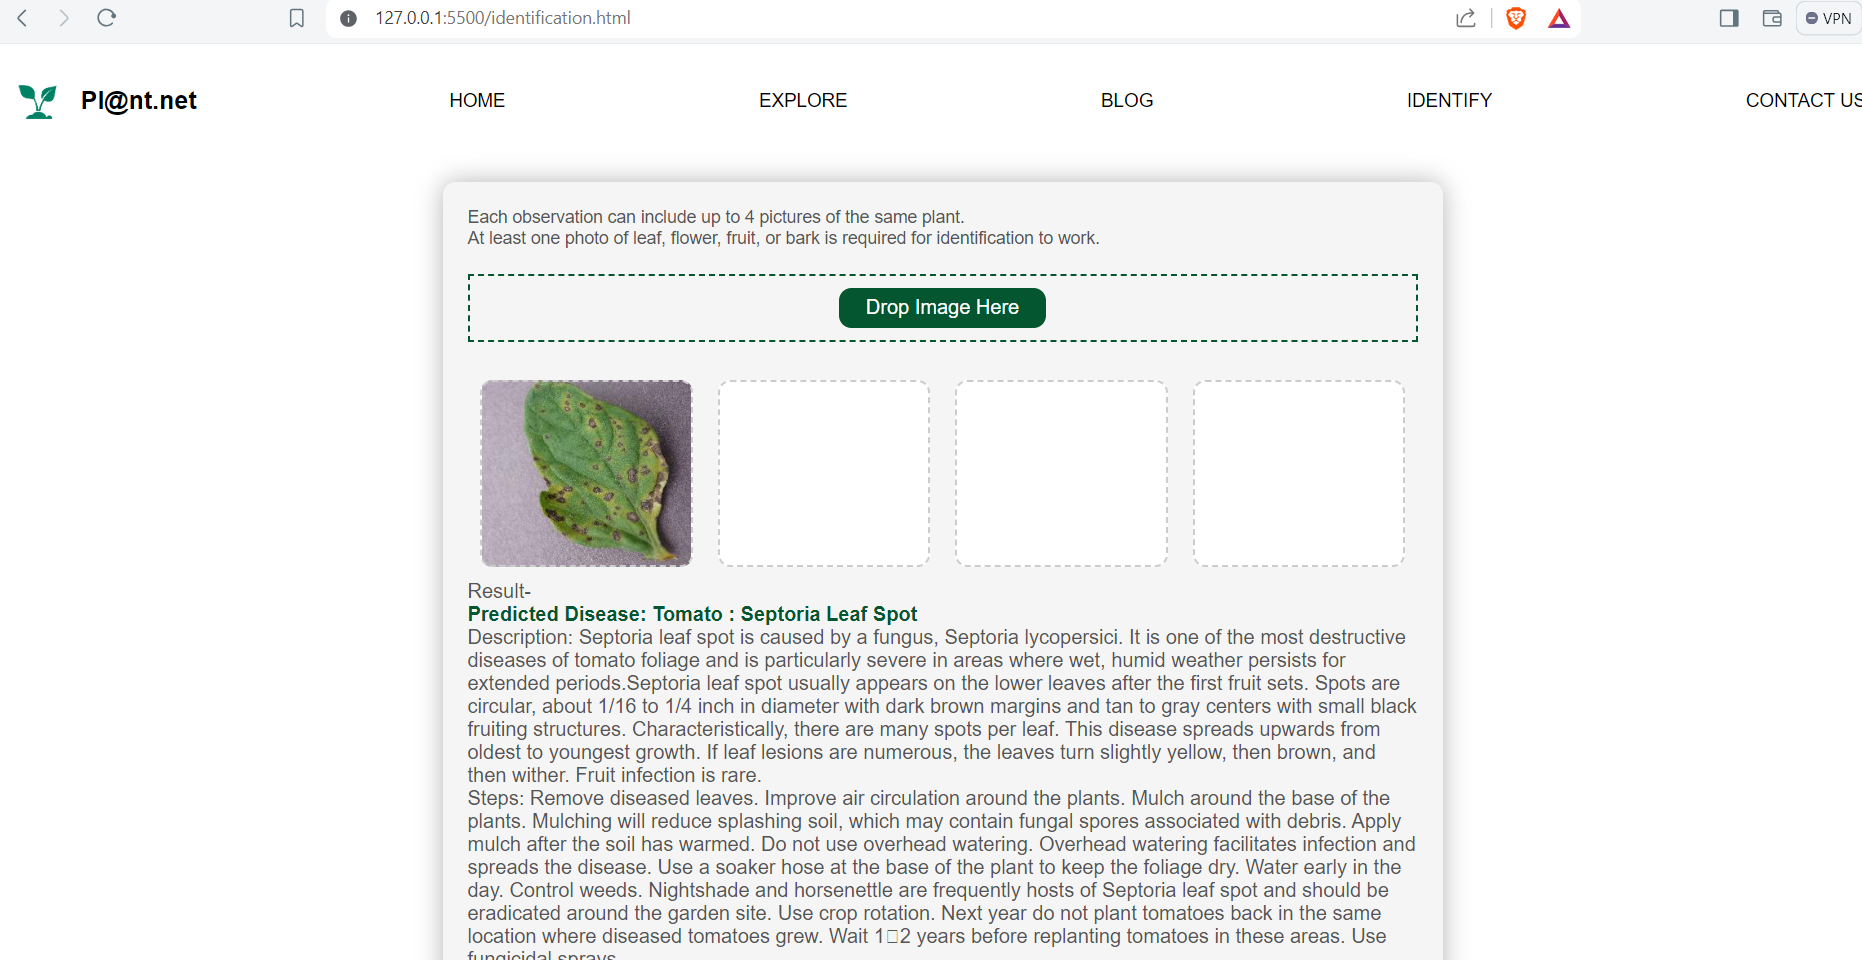 127.0.0.1:5500/identification.html
VPN
Pl@nt.net
HOME
EXPLORE
BLOG
IDENTIFY
CONTACT US
Each observation can include up to 4 pictures of the same plant.
At least one photo of leaf, flower, fruit, or bark is required for identification to work.
Drop Image Here
Result-
Predicted Disease: Tomato : Septoria Leaf Spot
Description: Septoria leaf spot is caused by a fungus, Septoria lycopersici. It is one of the most destructive
diseases of tomato foliage and is particularly severe in areas where wet, humid weather persists for
extended periods.Septoria leaf spot usually appears on the lower leaves after the first fruit sets. Spots are
circular, about 1/16 to 1/4 inch in diameter with dark brown margins and tan to gray centers with small black
fruiting structures. Characteristically, there are many spots per leaf. This disease spreads upwards from
oldest to youngest growth. If leaf lesions are numerous, the leaves turn slightly yellow, then brown, and
then wither. Fruit infection is rare.
Steps: Remove diseased leaves. Improve air circulation around the plants. Mulch around the base of the
plants. Mulching will reduce splashing soil, which may contain fungal spores associated with debris. Apply
mulch after the soil has warmed. Do not use overhead watering. Overhead watering facilitates infection and
spreads the disease. Use a soaker hose at the base of the plant to keep the foliage dry. Water early in the
day. Control weeds. Nightshade and horsenettle are frequently hosts of Septoria leaf spot and should be
eradicated around the garden site. Use crop rotation. Next year do not plant tomatoes back in the same
location where diseased tomatoes grew. Wait 1□2 years before replanting tomatoes in these areas. Use
fungicidal sprays.